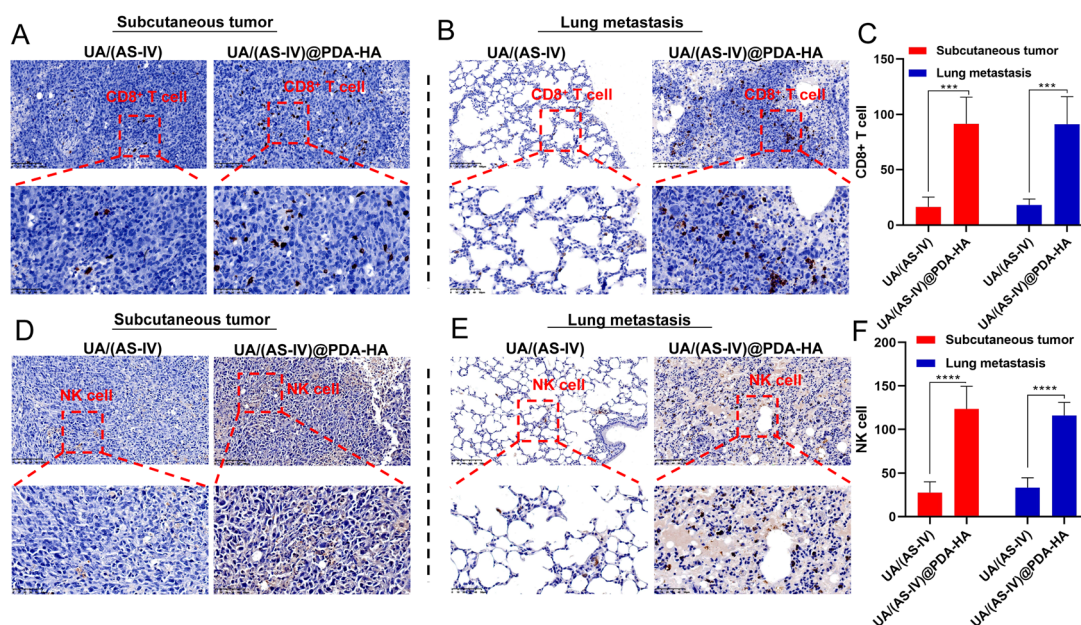 A
Subcutaneous tumor
UA/(AS-IV) UA/(AS-IV)@PDA-HA
CD8+ T cell CD8+ T cell
B
Lung metastasis
UA/(AS-IV) UA/(AS-IV)@PDA-HA
CD8+ T cell CD8+ T cell
C
Subcutaneous tumor
Lung metastasis
CD8+ T cell
150
100
50
0
*** ***
UA/(AS-IV)
UA/(AS-IV)@PDA-HA
UA/(AS-IV)
UA/(AS-IV)@PDA-HA
D
Subcutaneous tumor
UA/(AS-IV) UA/(AS-IV)@PDA-HA
NK cell NK cell
E
Lung metastasis
UA/(AS-IV) UA/(AS-IV)@PDA-HA
NK cell NK cell
F
Subcutaneous tumor
Lung metastasis
NK cell
200
150
100
50
0
**** ****
UA/(AS-IV)
UA/(AS-IV)@PDA-HA
UA/(AS-IV)
UA/(AS-IV)@PDA-HA